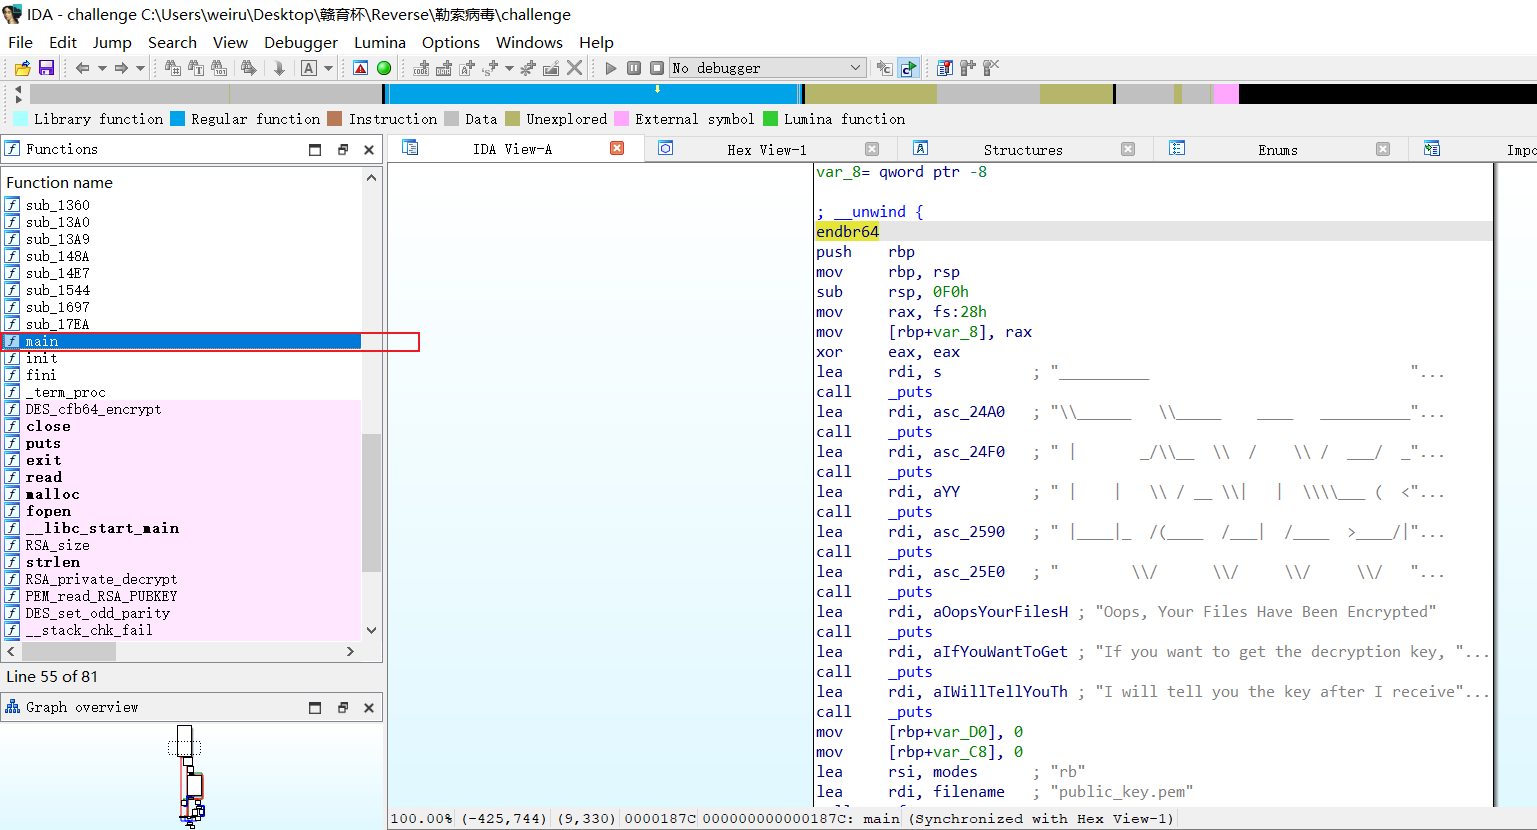 IDA - challenge C:\Users\weiru\Desktop\赣育杯\Reverse\勒索病毒\challenge
File Edit Jump Search View Debugger Lumina Options Windows Help
No debugger
Library function Regular function Instruction Data Unexplored External symbol Lumina function
Functions
IDA View-A Hex View-1 Structures Enums Impo
Function name
sub_1360
sub_13A0
sub_13A9
sub_148A
sub_14E7
sub_1544
sub_1697
sub_17EA
main
init
fini
_term_proc
DES_cfb64_encrypt
close
puts
exit
read
malloc
fopen
__libc_start_main
RSA_size
strlen
RSA_private_decrypt
PEM_read_RSA_PUBKEY
DES_set_odd_parity
__stack_chk_fail
Line 55 of 81
Graph overview
var_8= qword ptr -8
; __unwind {
endbr64
push rbp
mov rbp, rsp
sub rsp, 0F0h
mov rax, fs:28h
mov [rbp+var_8], rax
xor eax, eax
lea rdi, s ; "__________ "...
call _puts
lea rdi, asc_24A0 ; "\\______ \\_____ ____ __________"...
call _puts
lea rdi, asc_24F0 ; " | _/\\__ \\ / \\ / ___/ _"...
call _puts
lea rdi, aYY ; " | | \\ / __ \\| | \\\\___ ( <"...
call _puts
lea rdi, asc_2590 ; " |____|_ /(____ /___| /____ >____/|"...
call _puts
lea rdi, asc_25E0 ; " \\/ \\/ \\/ \\/ "...
call _puts
lea rdi, aOopsYourFilesH ; "Oops, Your Files Have Been Encrypted"
call _puts
lea rdi, aIfYouWantToGet ; "If you want to get the decryption key, "...
call _puts
lea rdi, aIWillTellYouTh ; "I will tell you the key after I receive"...
call _puts
mov [rbp+var_D0], 0
mov [rbp+var_C8], 0
lea rsi, modes ; "rb"
lea rdi, filename ; "public_key.pem"
100.00% (-425,744) (9,330) 0000187C 000000000000187C: main (Synchronized with Hex View-1)